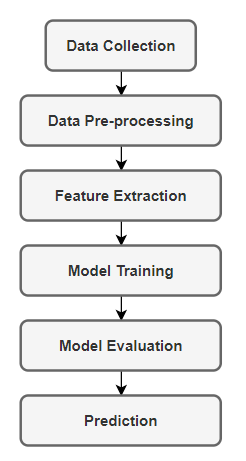 Data Collection
Data Pre-processing
Feature Extraction
Model Training
Model Evaluation
Prediction